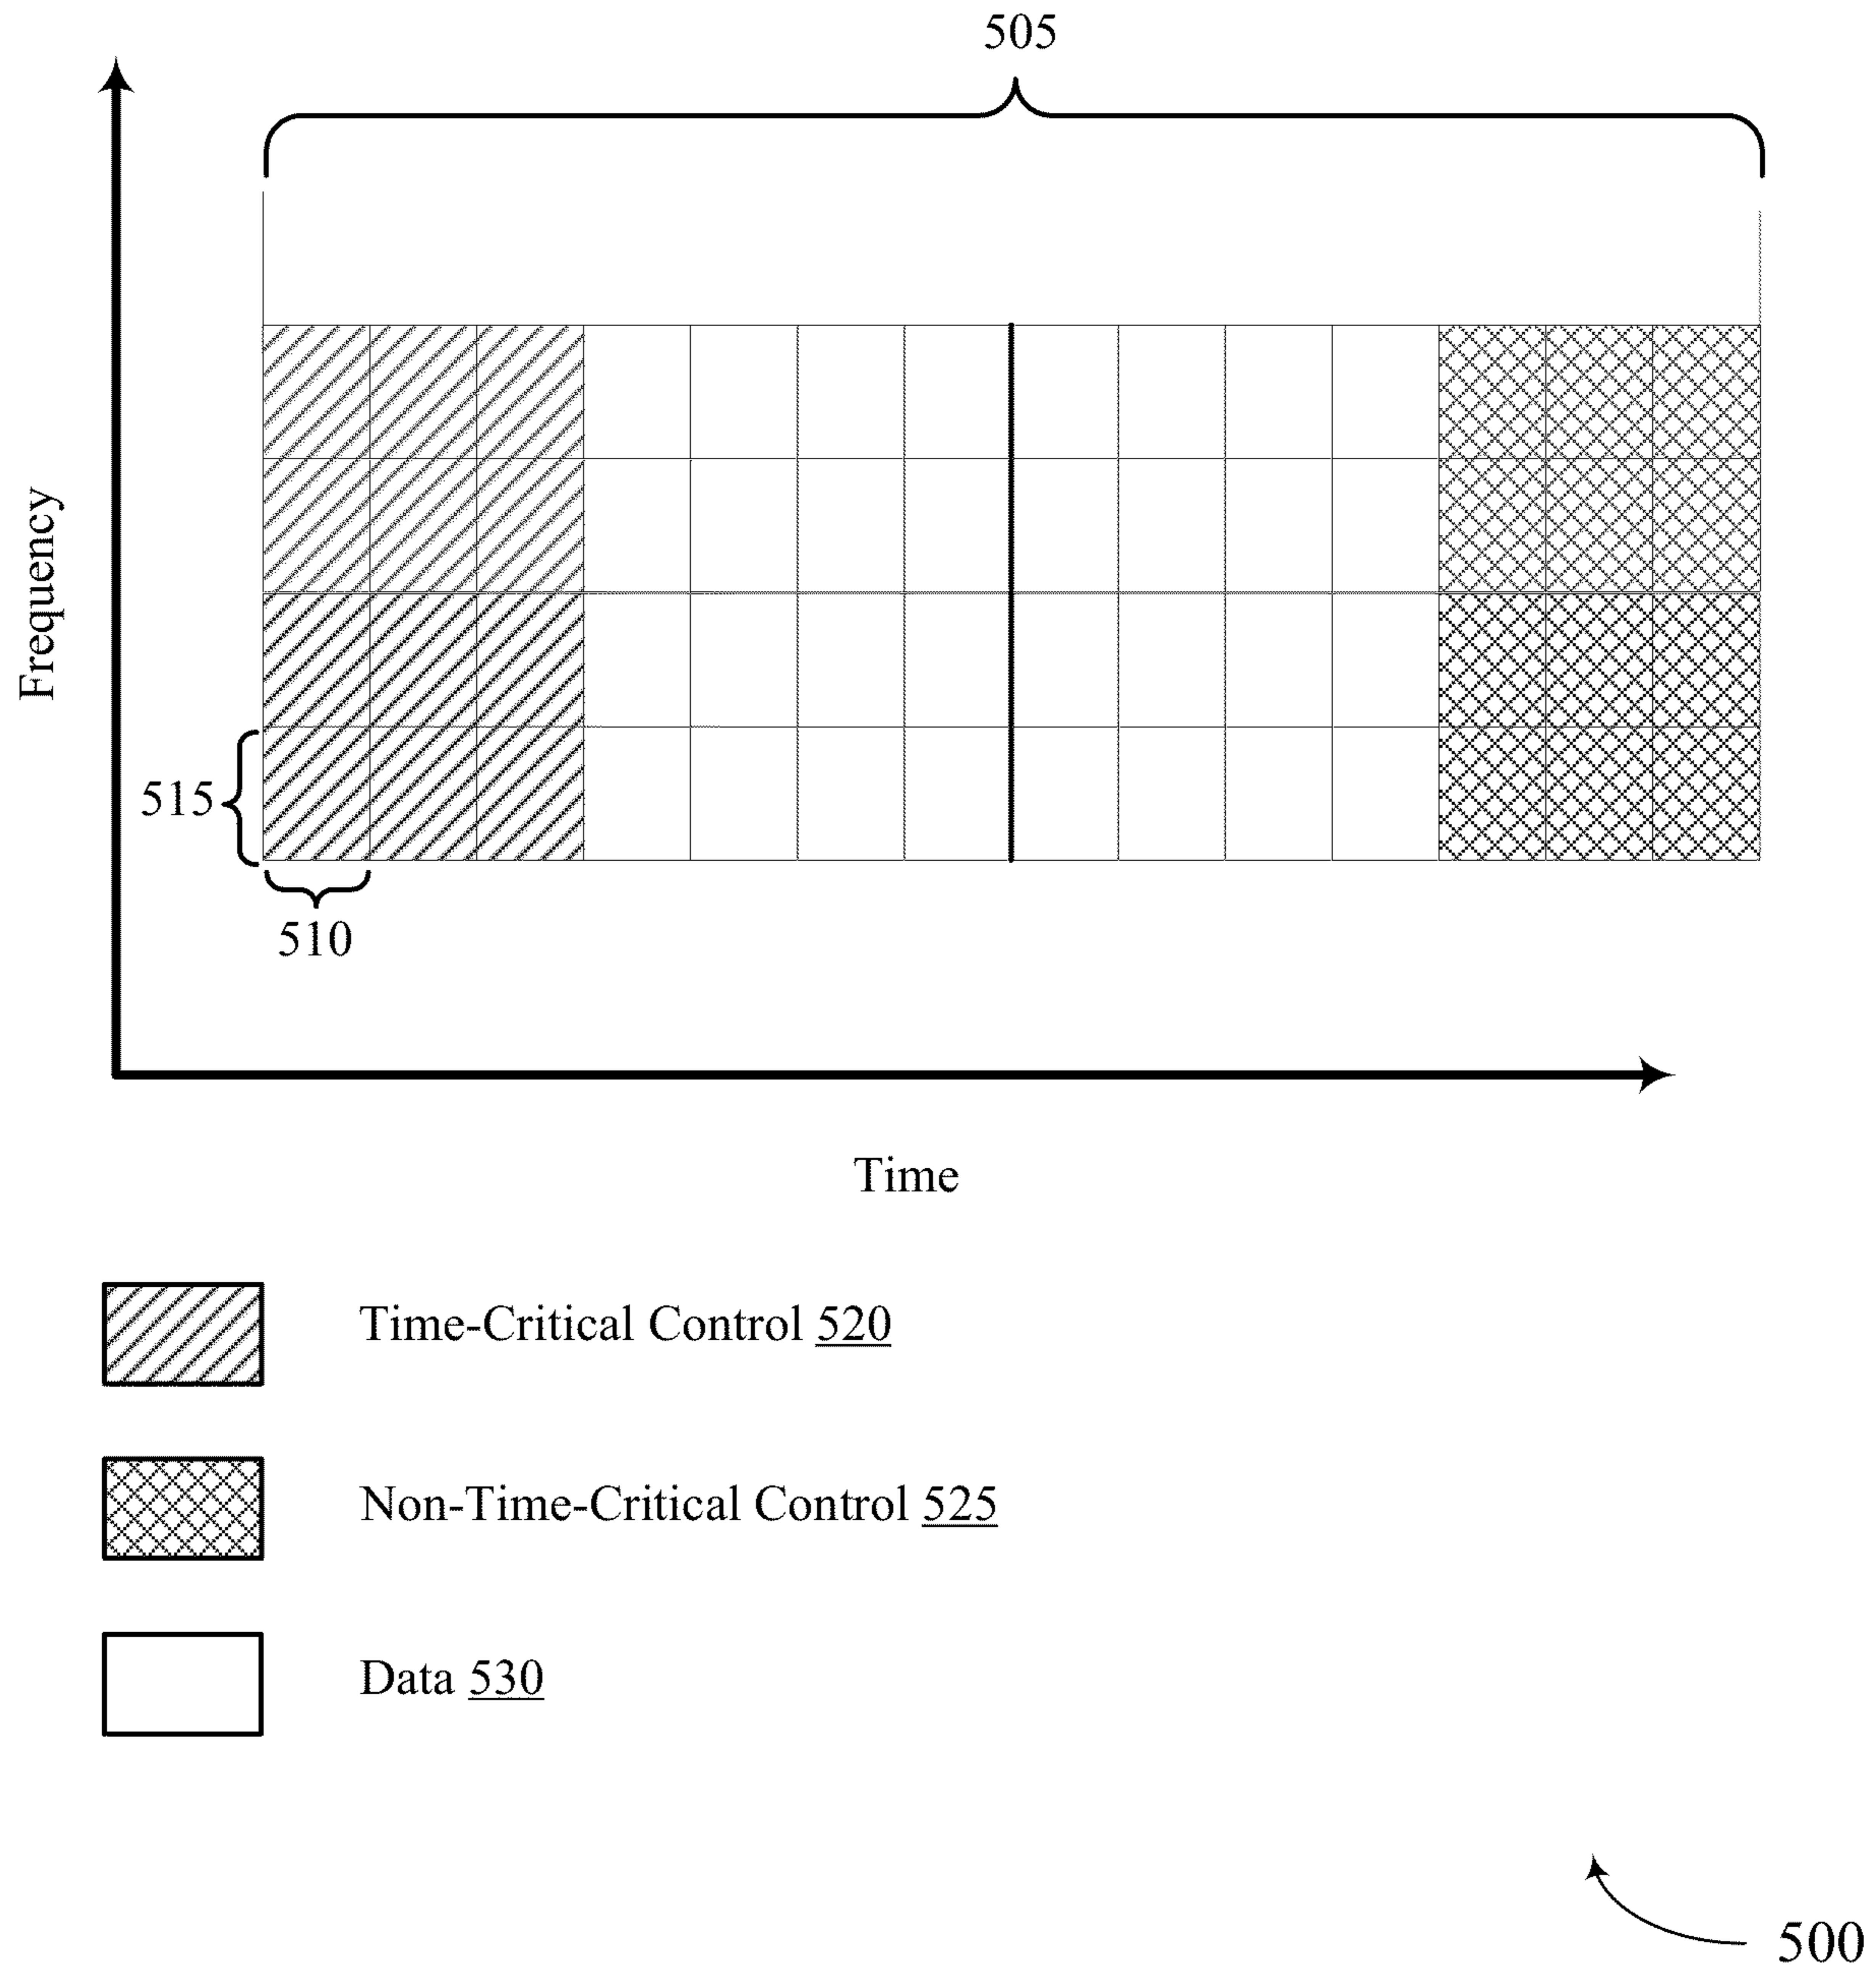 505
Frequency
515
510
Time
Time-Critical Control 520
Non-Time-Critical Control 525
Data 530
500